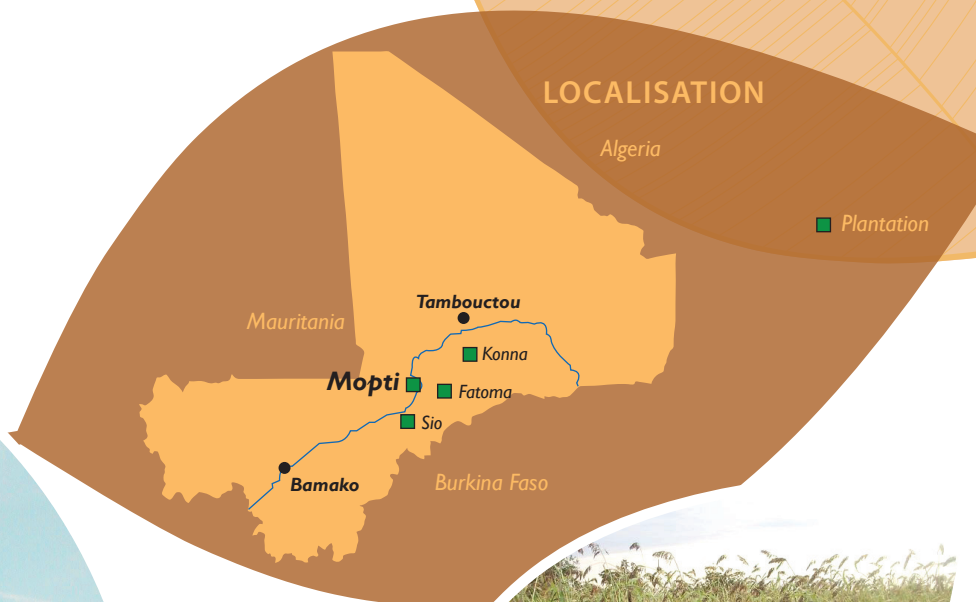 LOCALISATION
Algeria
Plantation
Tambouctou
Mauritania
Konna
Mopti
Fatoma
Sio
Bamako
Burkina Faso